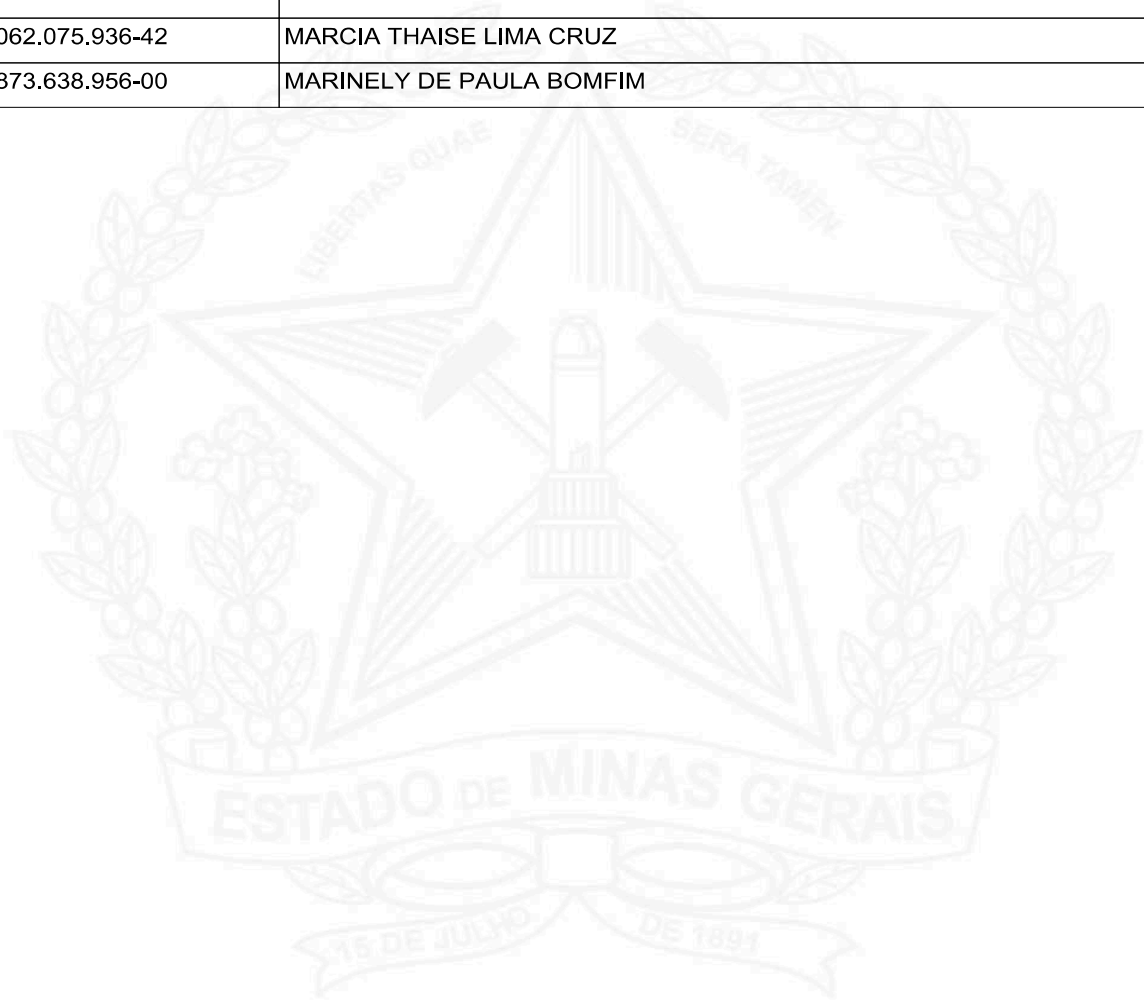 062.075.936-42 MARCIA THAISE LIMA CRUZ
873.638.956-00 MARINELY DE PAULA BOMFIM
LIBERTAS QUAE SERA TAMEN
ESTADO DE MINAS GERAIS
15 DE JULHO DE 1891